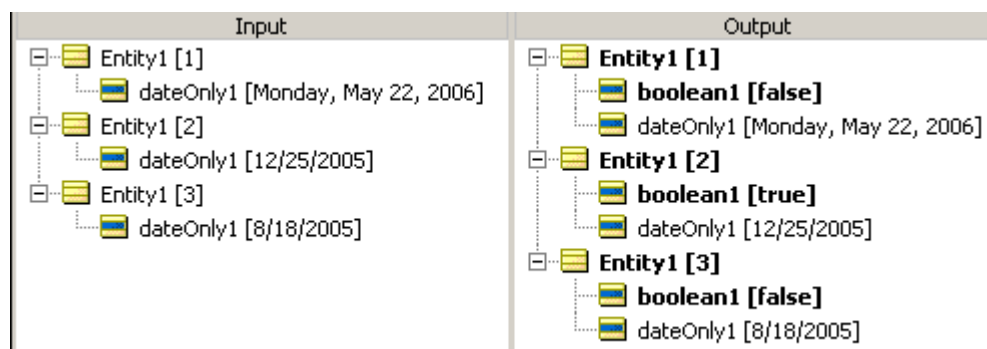 Input
Entity1 [1]
dateOnly1 [Monday, May 22, 2006]
Entity1 [2]
dateOnly1 [12/25/2005]
Entity1 [3]
dateOnly1 [8/18/2005]
Output
Entity1 [1]
boolean1 [false]
dateOnly1 [Monday, May 22, 2006]
Entity1 [2]
boolean1 [true]
dateOnly1 [12/25/2005]
Entity1 [3]
boolean1 [false]
dateOnly1 [8/18/2005]